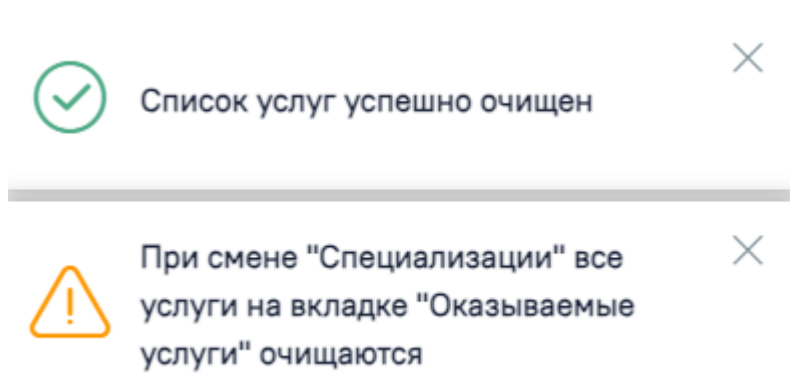 Список услуг успешно очищен
При смене "Специализации" все
услуги на вкладке "Оказываемые
услуги" очищаются